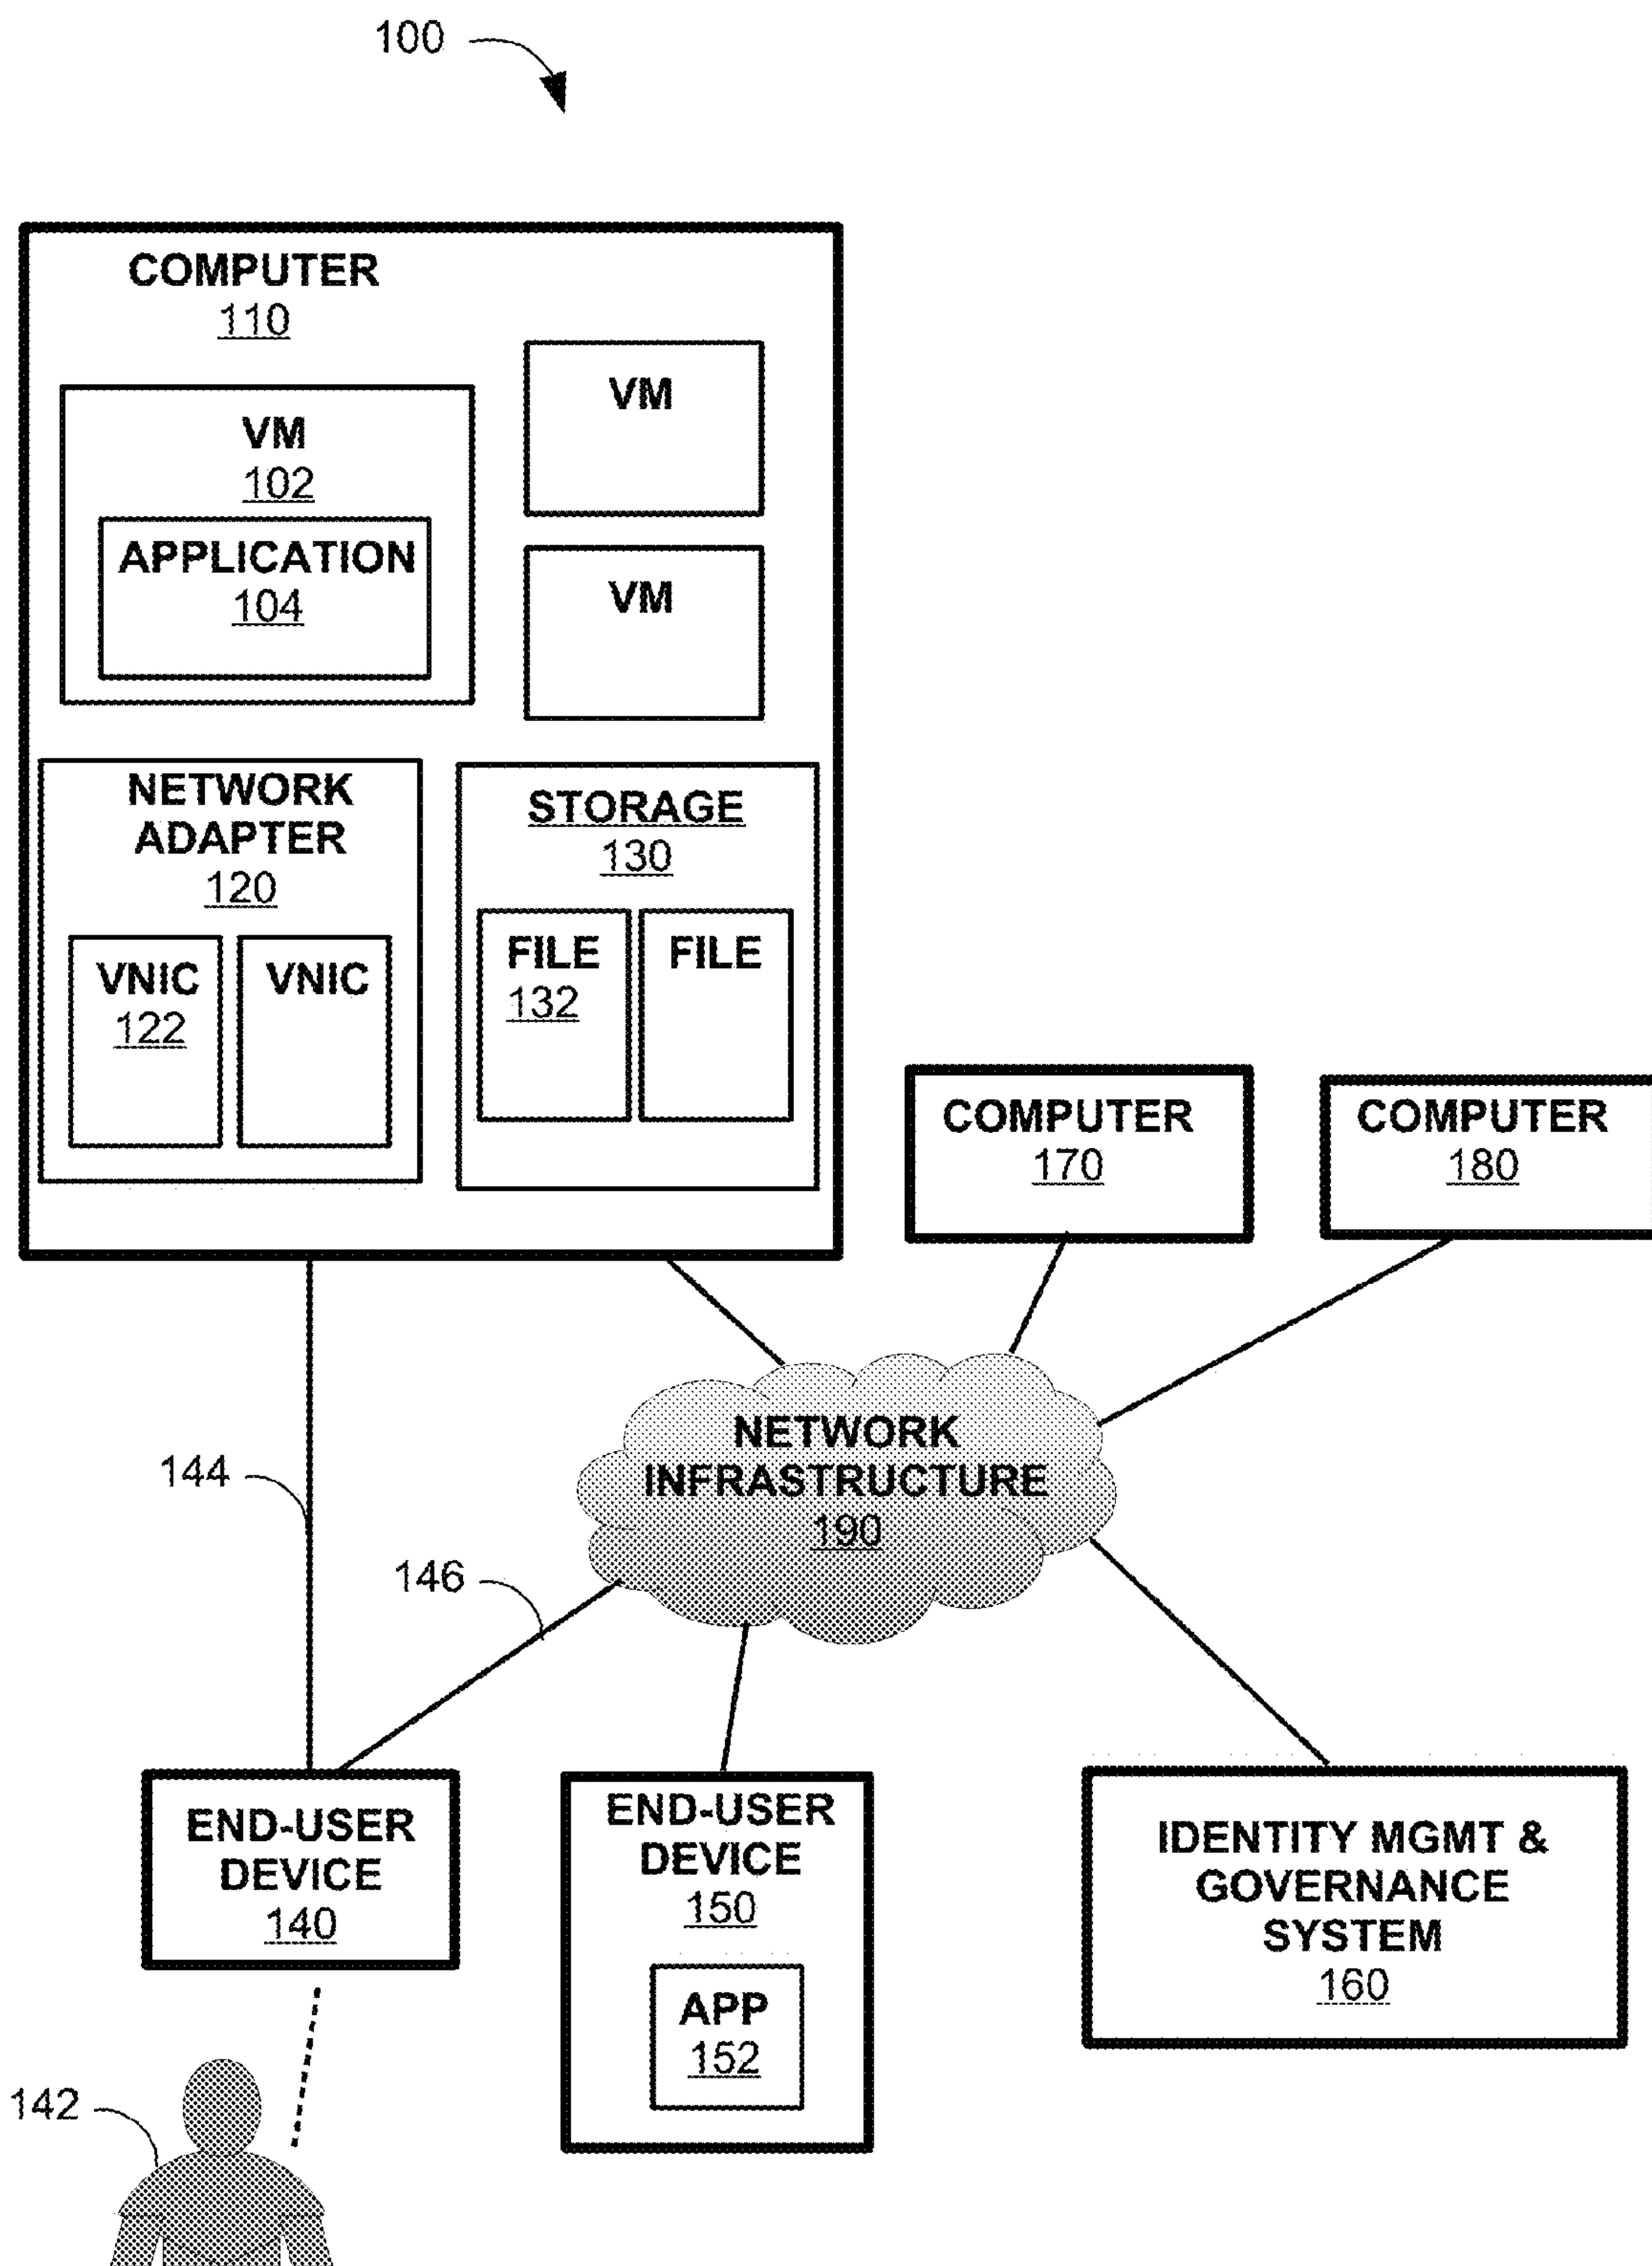 100
COMPUTER
110
VM
102
APPLICATION
104
VM
VM
NETWORK
ADAPTER
120
VNIC
122
VNIC
STORAGE
130
FILE
132
FILE
COMPUTER
170
COMPUTER
180
NETWORK
INFRASTRUCTURE
190
144
146
END-USER
DEVICE
140
END-USER
DEVICE
150
APP
152
IDENTITY MGMT &
GOVERNANCE
SYSTEM
160
142